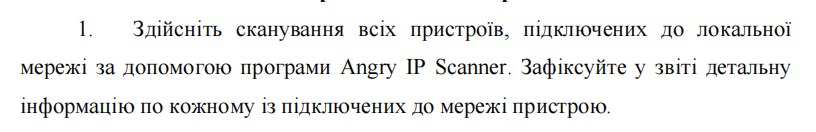 1. Здійсніть сканування всіх пристроїв, підключених до локальної
мережі за допомогою програми Angry IP Scanner. Зафіксуйте у звіті детальну
інформацію по кожному із підключених до мережі пристрою.